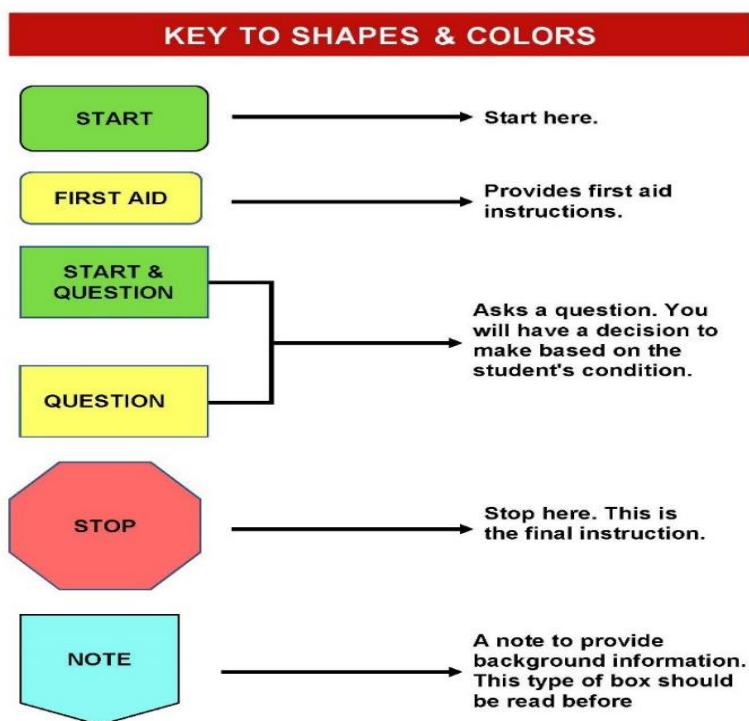 KEY TO SHAPES & COLORS
START
Start here.
FIRST AID
Provides first aid
instructions.
START &
QUESTION
Asks a question. You
will have a decision to
make based on the
student's condition.
QUESTION
STOP
Stop here. This is
the final instruction.
NOTE
A note to provide
background information.
This type of box should
be read before